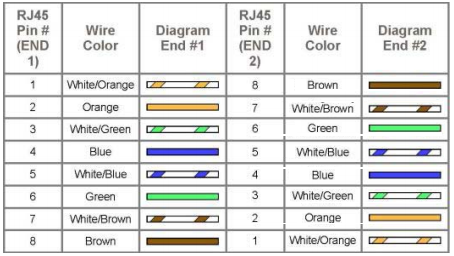 RJ45 Pin # (END 1) Wire Color Diagram End #1 RJ45 Pin # (END 2) Wire Color Diagram End #2
1 White/Orange 8 Brown
2 Orange 7 White/Brown
3 White/Green 6 Green
4 Blue 5 White/Blue
5 White/Blue 4 Blue
6 Green 3 White/Green
7 White/Brown 2 Orange
8 Brown 1 White/Orange